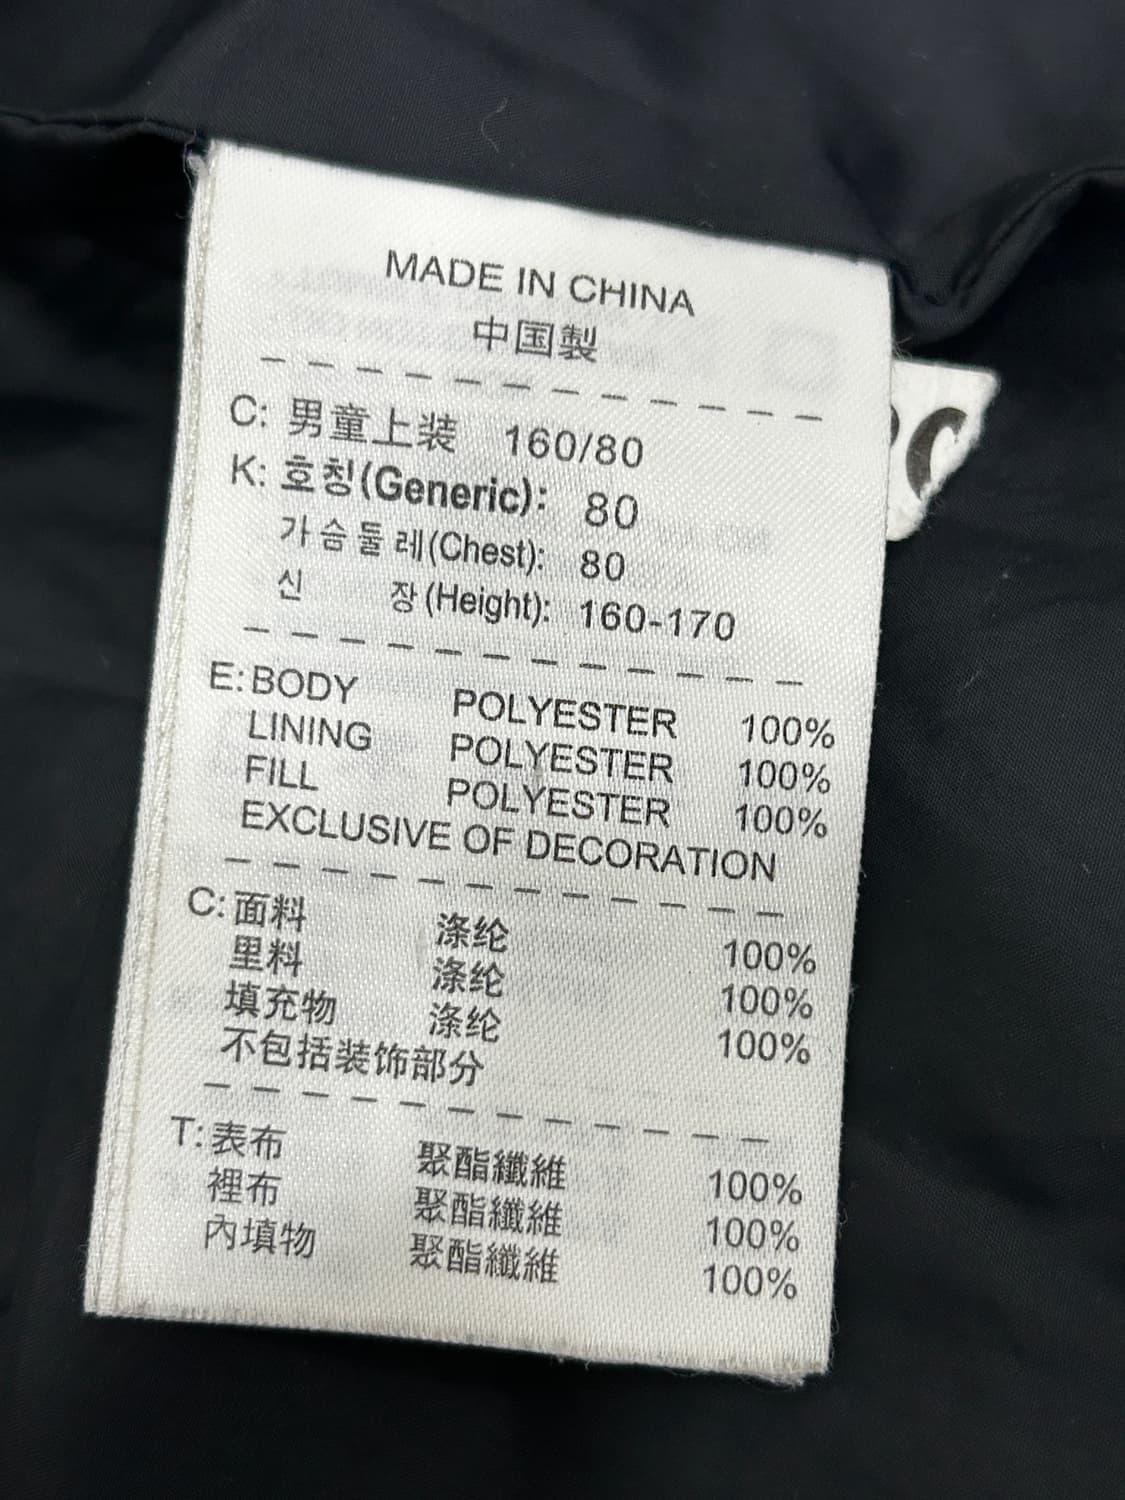 MADE IN CHINA
中国製
C: 男童上装 160/80
K: 호칭(Generic): 80
가슴둘레(Chest): 80
신 장(Height): 160-170
E: BODY POLYESTER 100%
LINING POLYESTER 100%
FILL POLYESTER 100%
EXCLUSIVE OF DECORATION
C: 面料 涤纶 100%
里料 涤纶 100%
填充物 涤纶 100%
不包括装饰部分
T: 表布 聚酯纖維 100%
裡布 聚酯纖維 100%
內填物 聚酯纖維 100%